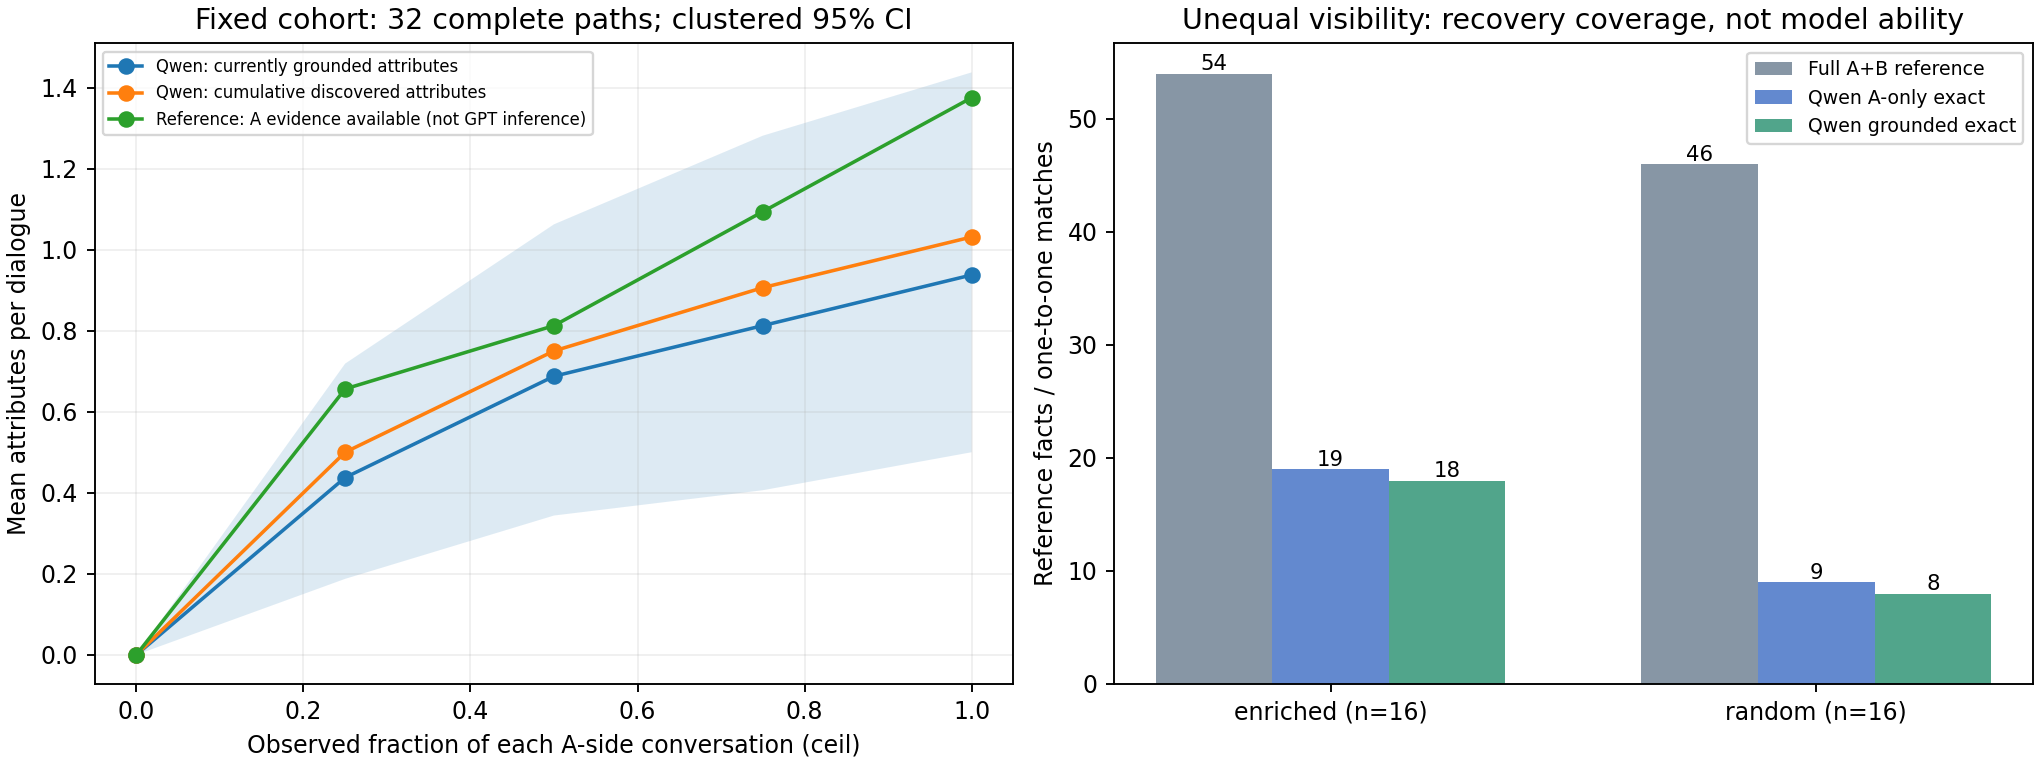 Fixed cohort: 32 complete paths; clustered 95% CI
Qwen: currently grounded attributes
Qwen: cumulative discovered attributes
Reference: A evidence available (not GPT inference)
Mean attributes per dialogue
1.4
1.2
1.0
0.8
0.6
0.4
0.2
0.0
0.0 0.2 0.4 0.6 0.8 1.0
Observed fraction of each A-side conversation (ceil)
Unequal visibility: recovery coverage, not model ability
Full A+B reference
Qwen A-only exact
Qwen grounded exact
Reference facts / one-to-one matches
50
40
30
20
10
0
54
19
18
46
9
8
enriched (n=16) random (n=16)